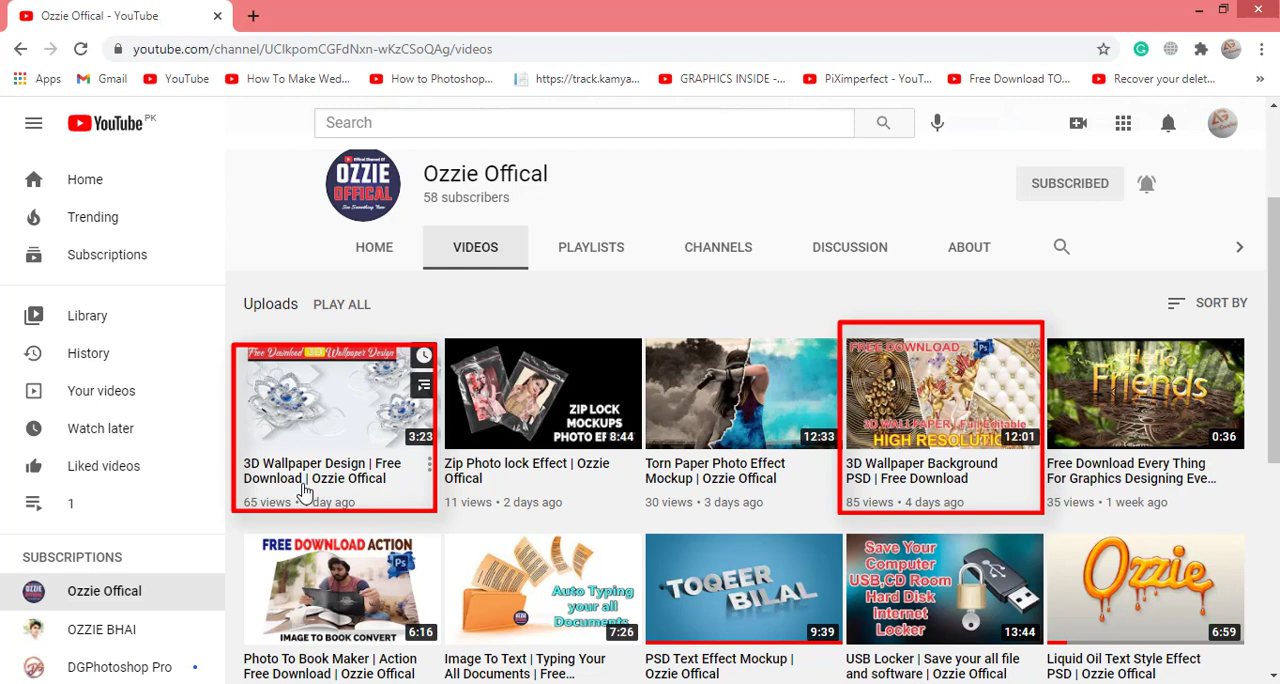 Ozzie Offical - YouTube
youtube.com/channel/UCIkpomCGFdNxn-wKzCSoQAg/videos
Apps
Gmail
YouTube
How To Make Wed...
How to Photoshop...
https://track.kamya...
GRAPHICS INSIDE -...
PiXimperfect - YouT...
Free Download TO...
Recover your delet...
YouTube PK
Search
Home
Trending
Subscriptions
Library
History
Your videos
Watch later
Liked videos
1
SUBSCRIPTIONS
Ozzie Offical
OZZIE BHAI
DGPhotoshop Pro
OZZIE
OFFICAL
Ozzie Offical
58 subscribers
SUBSCRIBED
HOME
VIDEOS
PLAYLISTS
CHANNELS
DISCUSSION
ABOUT
Uploads
PLAY ALL
SORT BY
Free Download Wallpaper Design
3:23
3D Wallpaper Design | Free
Download | Ozzie Offical
65 views • day ago
ZIP LOCK
MOCKUPS
PHOTO EF
8:44
Zip Photo lock Effect | Ozzie
Offical
11 views • 2 days ago
12:33
Torn Paper Photo Effect
Mockup | Ozzie Offical
30 views • 3 days ago
FREE DOWNLOAD
Ps
3D WALLPAPER Full Editable
HIGH RESOLUTIO
12:01
3D Wallpaper Background
PSD | Free Download
85 views • 4 days ago
Hello
Friends
0:36
Free Download Every Thing
For Graphics Designing Eve...
35 views • 1 week ago
FREE DOWNLOAD ACTION
Ps
IMAGE TO BOOK CONVERT
6:16
Photo To Book Maker | Action
Free Download | Ozzie Offical
Auto Typing
your all
Document
7:26
Image To Text | Typing Your
All Documents | Free...
TOQEER
BILAL
9:39
PSD Text Effect Mockup |
Ozzie Offical
Save Your
Computer
USB,CD Room
Hard Disk
Internet
Locker
13:44
USB Locker | Save your all file
and software | Ozzie Offical
Ozzie
6:59
Liquid Oil Text Style Effect
PSD | Ozzie Offical